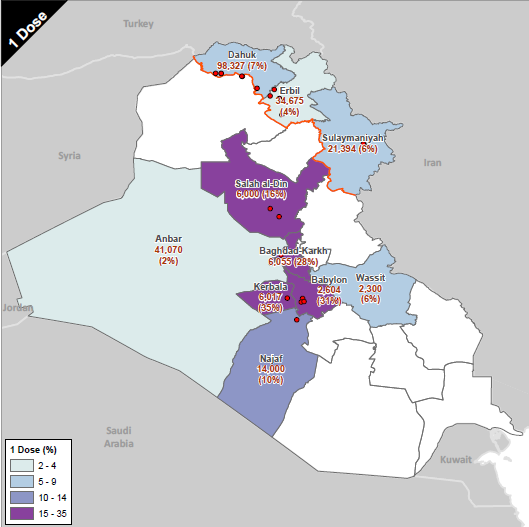 1 Dose
Turkey
Dahuk
98,327 (7%)
Erbil
34,675
(4%)
Sulaymaniyah
21,394 (6%)
Iran
Syria
Salah al-Din
6,000 (16%)
Anbar
41,070
(2%)
Baghdad-Karkh
6,055 (28%)
Kerbala
6,017
(35%)
Babylon
2,604
(31%)
Wassit
2,300
(6%)
Jordan
Najaf
14,000
(10%)
Saudi
Arabia
Kuwait
1 Dose (%)
2 - 4
5 - 9
10 - 14
15 - 35